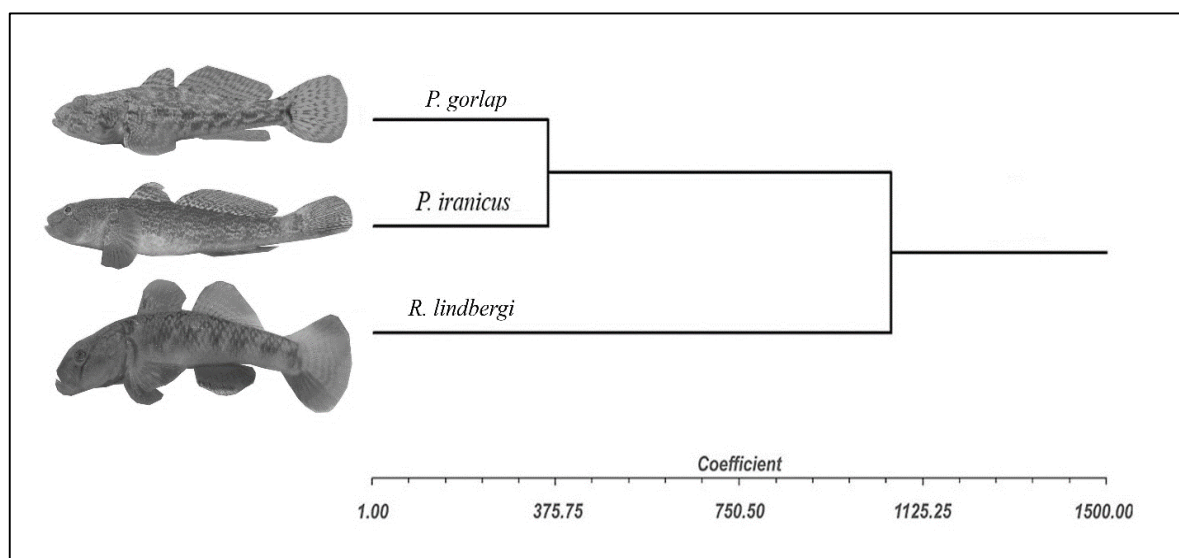 P. gorlap
P. iranicus
R. lindbergi
Coefficient
1.00 375.75 750.50 1125.25 1500.00